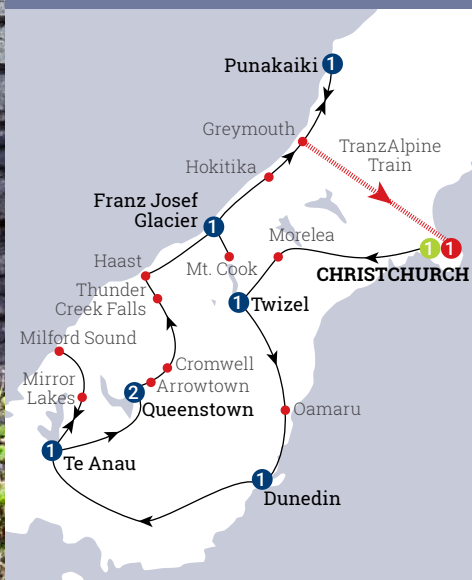 Punakaiki 1
Greymouth
TranzAlpine
Train
Hokitika
Franz Josef
Glacier
1
Morelea
1 1
CHRISTCHURCH
Haast
Mt. Cook
Thunder
Creek Falls
1 Twizel
Milford Sound
Cromwell
Mirror
Lakes
Arrowtown
2
Queenstown
Oamaru
1
Te Anau
1
Dunedin